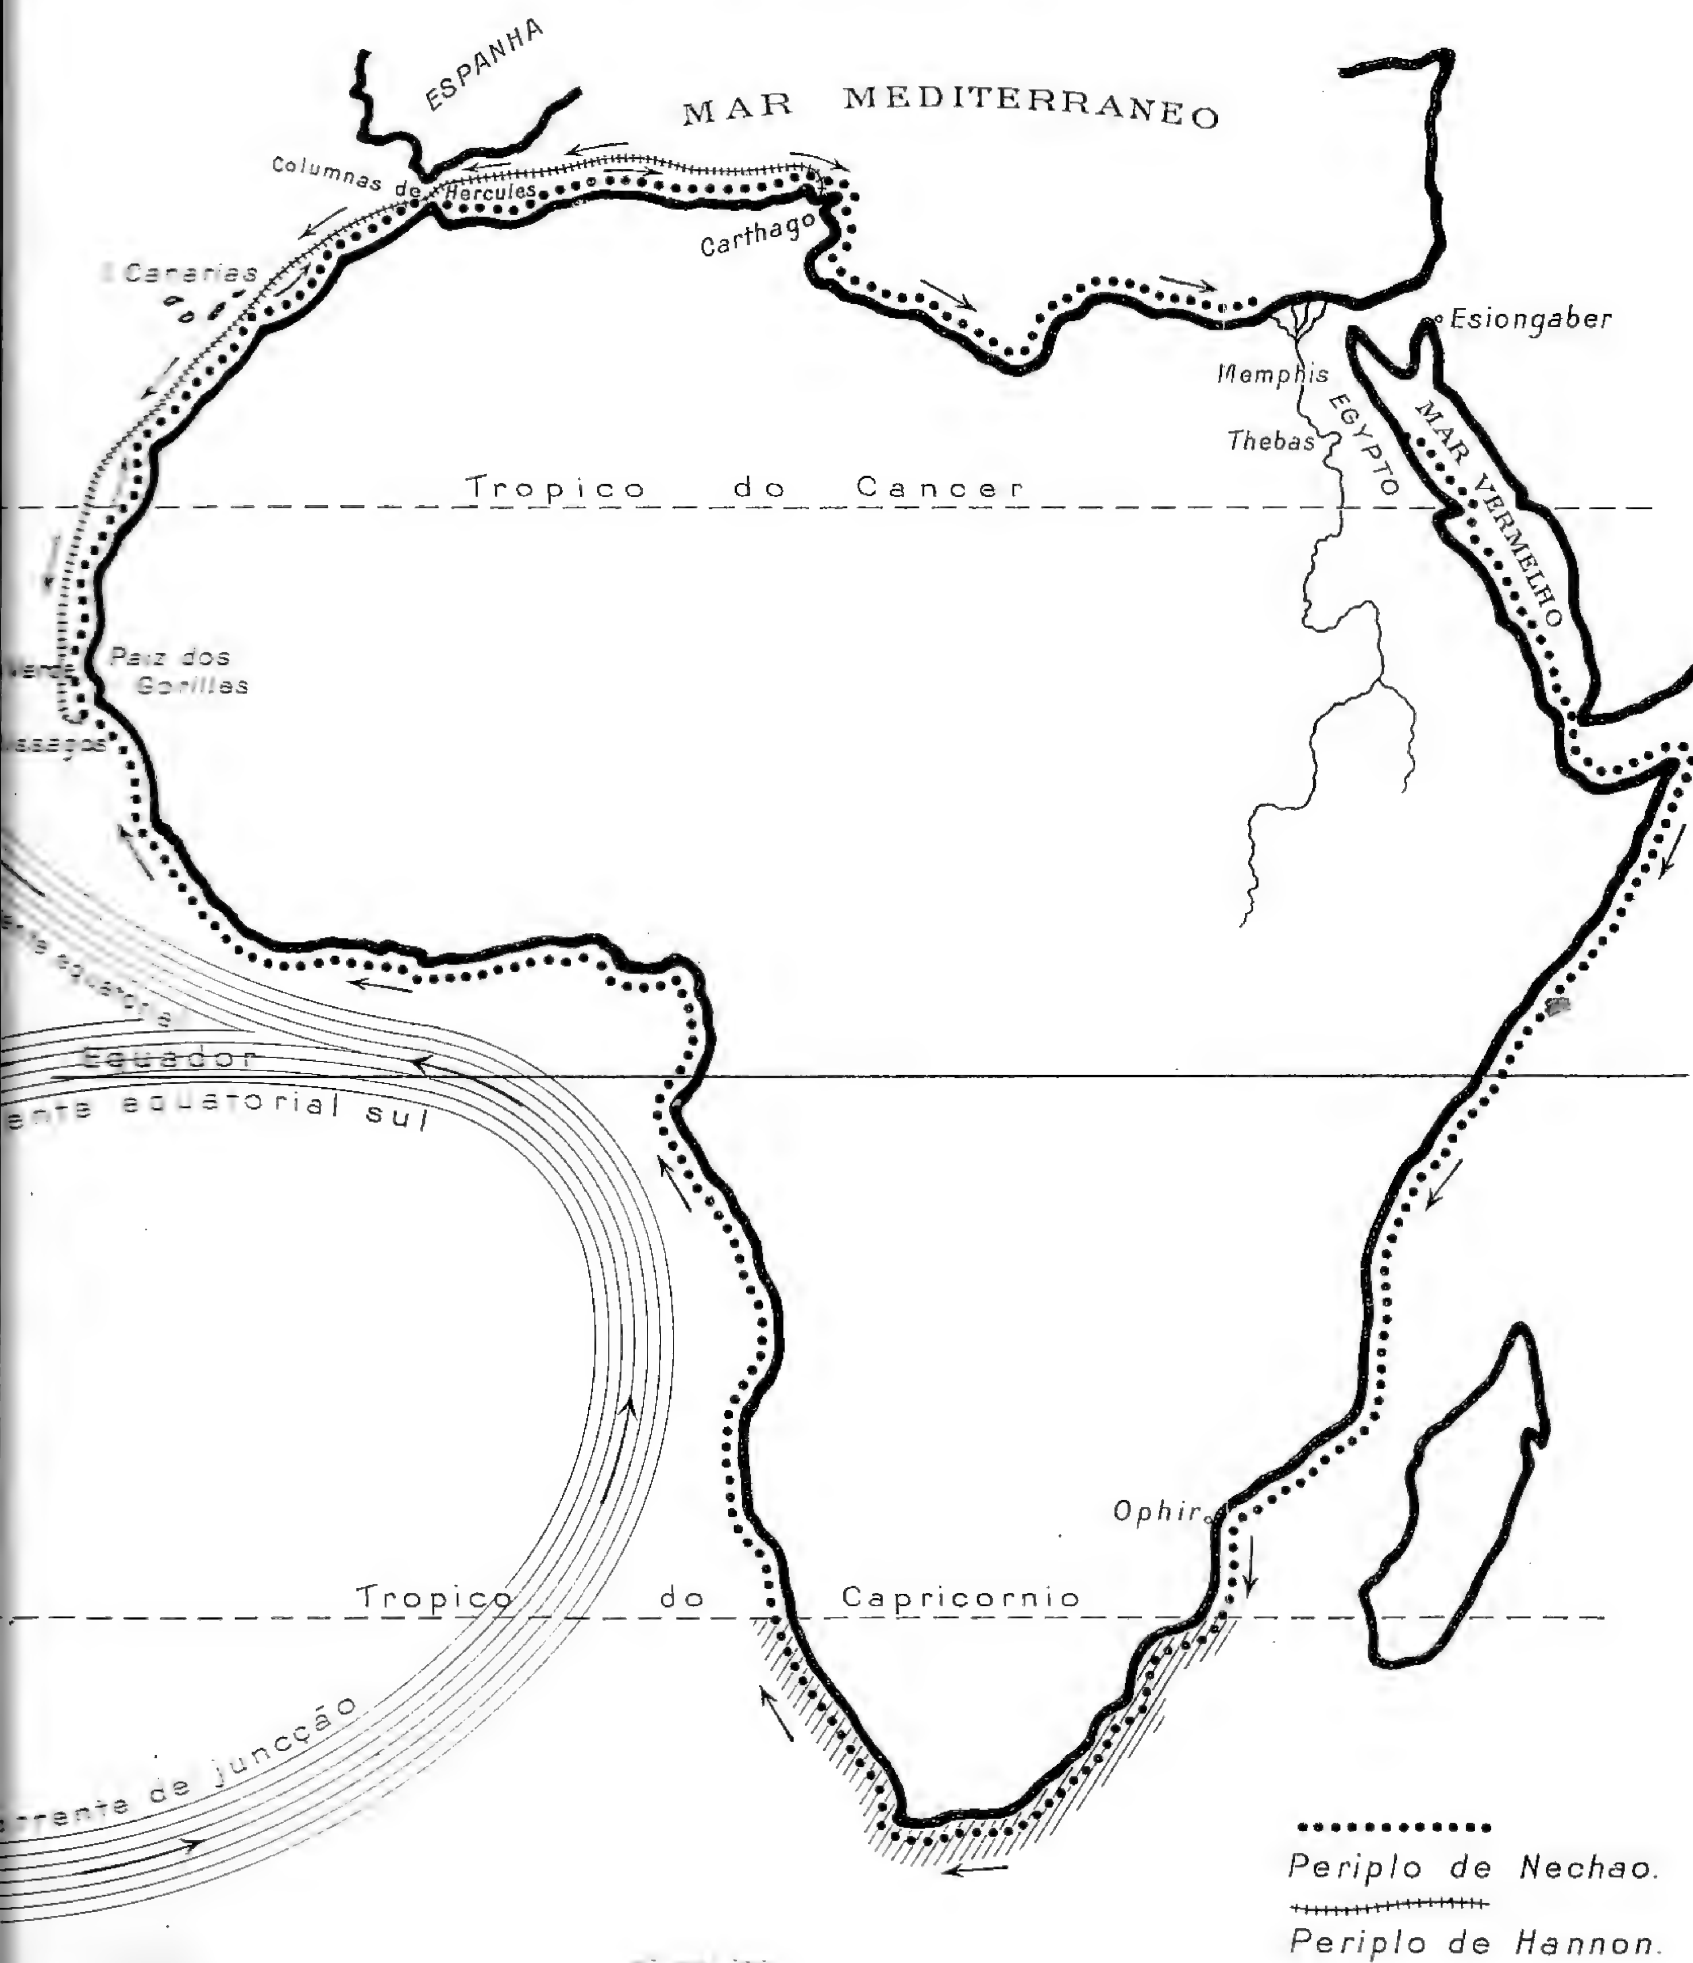 ESPANHA
MAR MEDITERRANEO
Columnas de Hercules
Carthago
Canarias
Esiongaber
Memphis
EGYPTO
Thebas
MAR VERMELHO
Tropico do Cancer
Paiz dos
Gorillas
equatorial
Equador
equatorial sul
Ophir
Tropico do Capricornio
de juncção
Periplo de Nechao.
Periplo de Hannon.